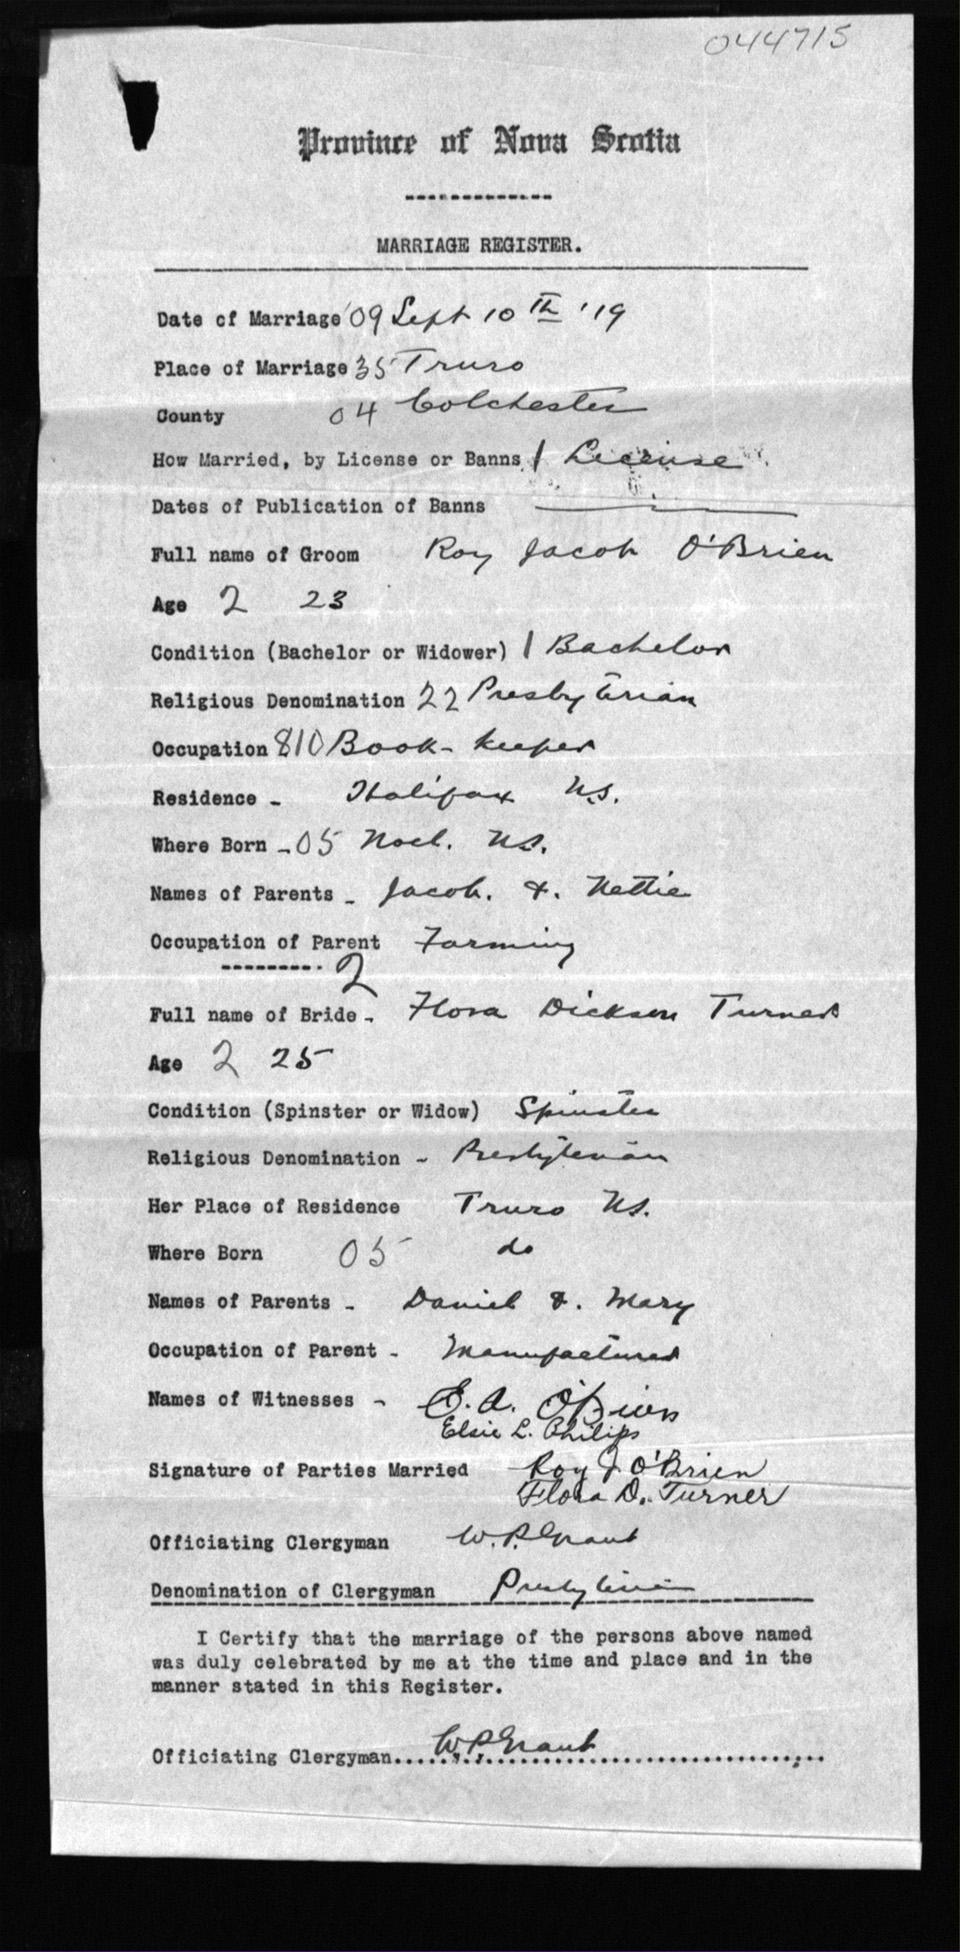 044715
Province of Nova Scotia
MARRIAGE REGISTER.
Date of Marriage 09 Sept 10th '19
Place of Marriage 35 Truro
County 04 Colchester
How Married, by License or Banns 1 License
Dates of Publication of Banns
Full name of Groom Roy Jacob O'Brien
Age 2 23
Condition (Bachelor or Widower) 1 Bachelor
Religious Denomination 22 Presbyterian
Occupation 810 Book-keeper
Residence - Halifax N.S.
Where Born - 05 Noel. N.S.
Names of Parents - Jacob. &. Nettie
Occupation of Parent Farming
2
Full name of Bride - Flora Dickson Turner
Age 2 25
Condition (Spinster or Widow) Spinster
Religious Denomination - Presbyterian
Her Place of Residence Truro NS.
Where Born 05 do
Names of Parents - Daniel &. Mary
Occupation of Parent - Manufacturer
Names of Witnesses - E. A. O'Brien
Elsie L. Philips
Signature of Parties Married Roy J O'Brien
Flora D. Turner
Officiating Clergyman W. P. Grant
Denomination of Clergyman Presbyterian
I Certify that the marriage of the persons above named
was duly celebrated by me at the time and place and in the
manner stated in this Register.
Officiating Clergyman.... W P Grant